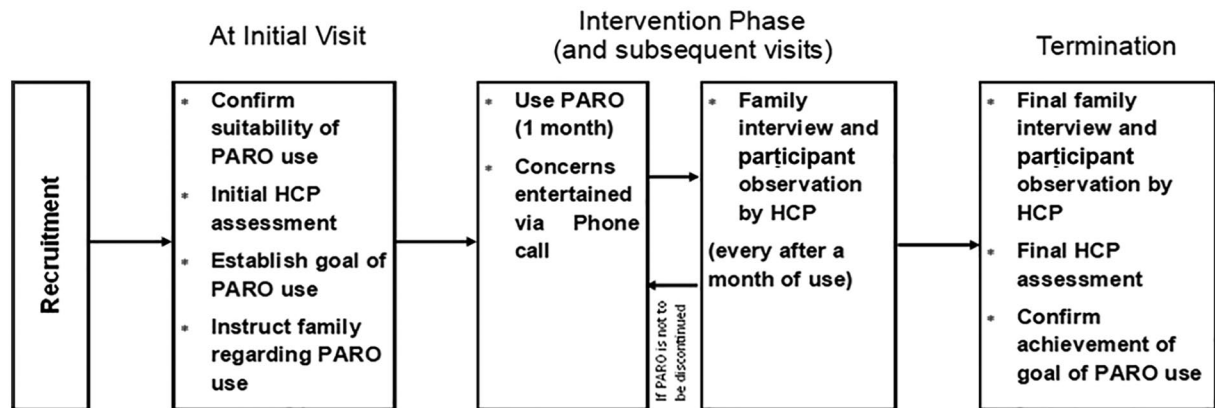 At Initial Visit
Intervention Phase
(and subsequent visits)
Termination
Recruitment
* Confirm
suitability of
PARO use
* Initial HCP
assessment
* Establish goal of
PARO use
* Instruct family
regarding PARO
use
* Use PARO
(1 month)
* Concerns
entertained
via Phone
call
If PARO is not to
be discontinued
* Family
interview and
participant
observation
by HCP
(every after a
month of use)
* Final family
interview and
participant
observation by
HCP
* Final HCP
assessment
* Confirm
achievement of
goal of PARO use